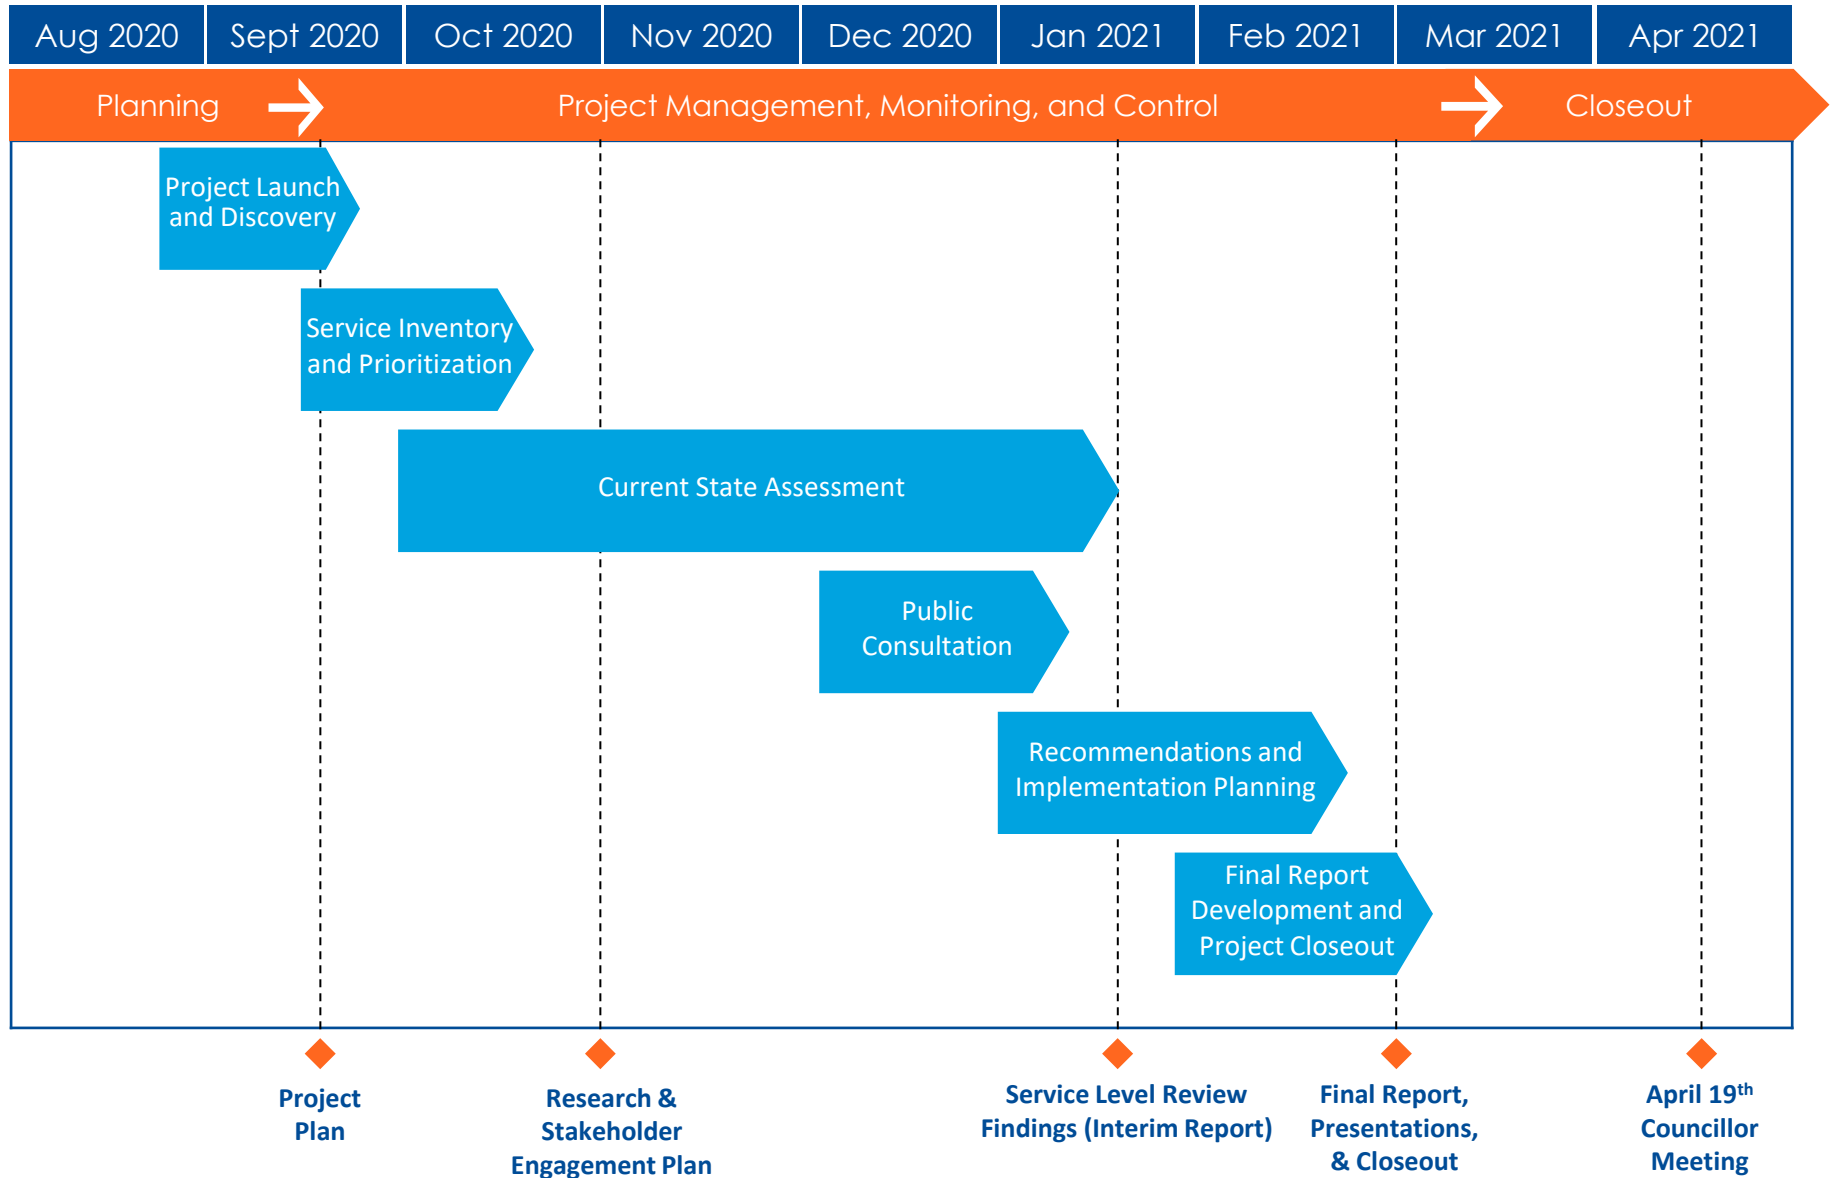 Aug 2020 Sept 2020 Oct 2020 Nov 2020 Dec 2020 Jan 2021 Feb 2021 Mar 2021 Apr 2021
Planning Project Management, Monitoring, and Control Closeout
Project Launch
and Discovery
Service Inventory
and Prioritization
Current State Assessment
Public
Consultation
Recommendations and
Implementation Planning
Final Report
Development and
Project Closeout
Project
Plan
Research &
Stakeholder
Engagement Plan
Service Level Review
Findings (Interim Report)
Final Report,
Presentations,
& Closeout
April 19th
Councillor
Meeting